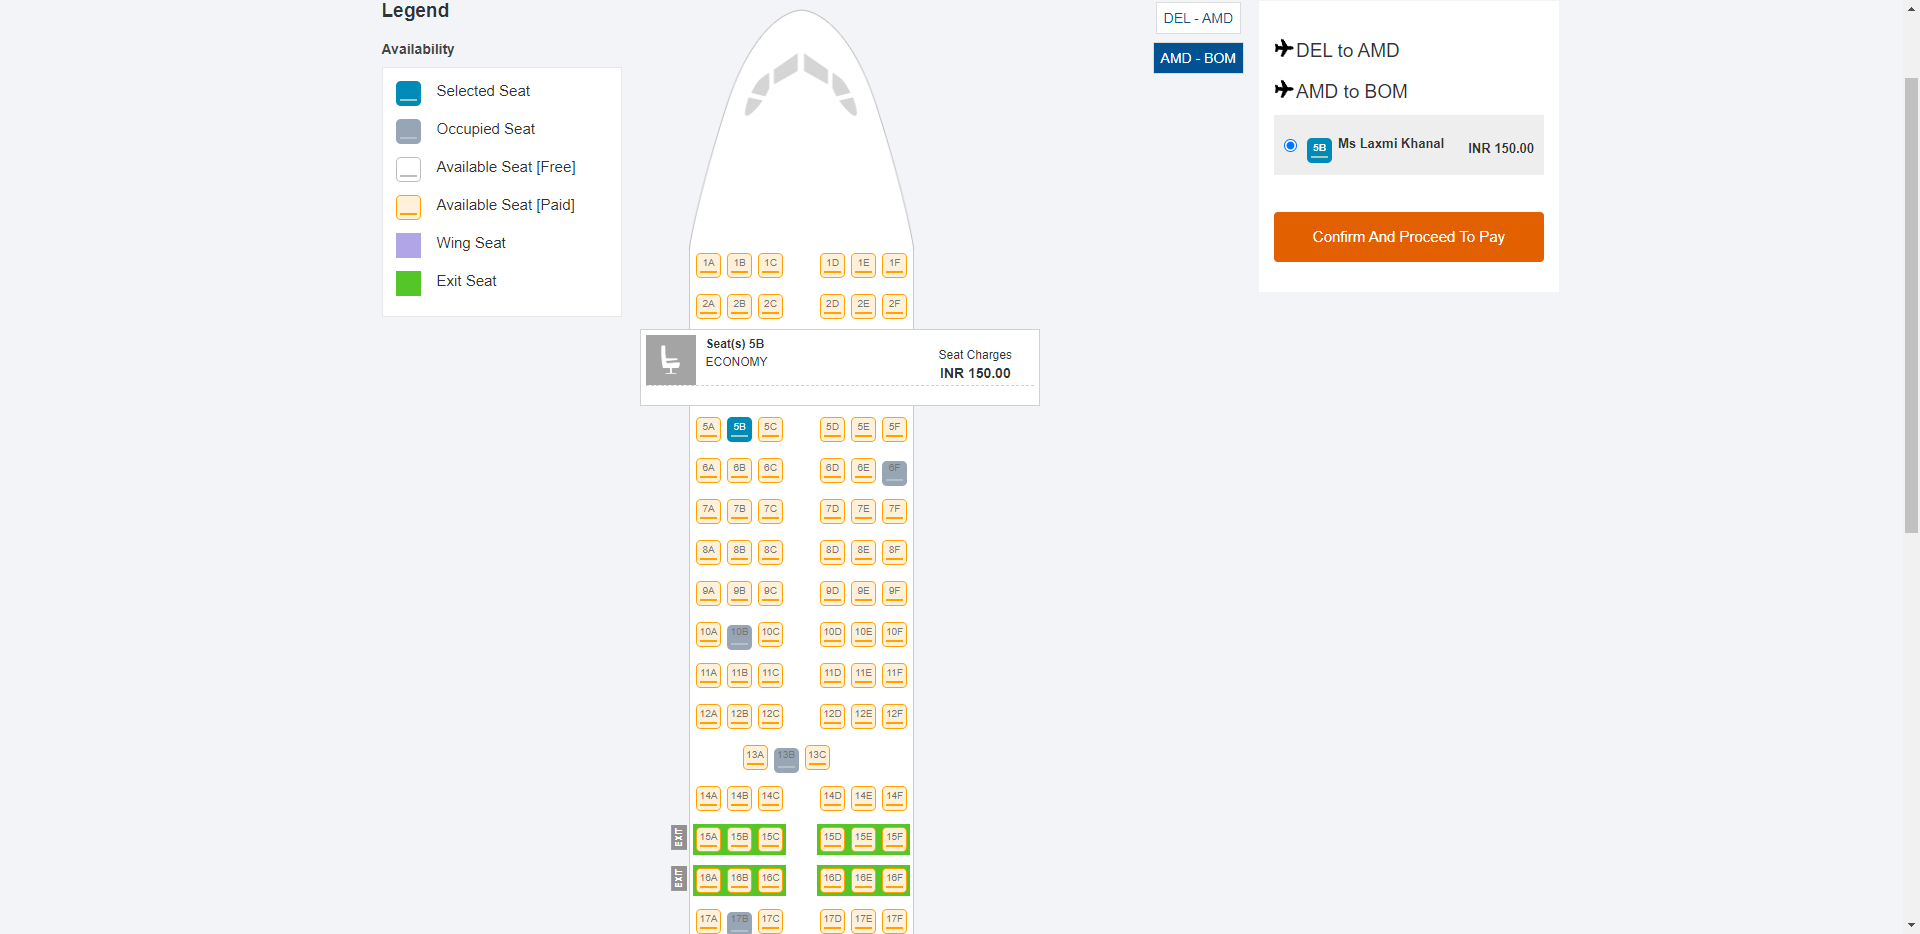 Legend
Availability
Selected Seat
Occupied Seat
Available Seat [Free]
Available Seat [Paid]
Wing Seat
Exit Seat
1A 1B 1C 1D 1E 1F
2A 2B 2C 2D 2E 2F
Seat(s) 5B
ECONOMY
Seat Charges
INR 150.00
5A 5B 5C 5D 5E 5F
6A 6B 6C 6D 6E 6F
7A 7B 7C 7D 7E 7F
8A 8B 8C 8D 8E 8F
9A 9B 9C 9D 9E 9F
10A 10B 10C 10D 10E 10F
11A 11B 11C 11D 11E 11F
12A 12B 12C 12D 12E 12F
13A 13B 13C
14A 14B 14C 14D 14E 14F
EXIT 15A 15B 15C 15D 15E 15F
EXIT 16A 16B 16C 16D 16E 16F
17A 17B 17C 17D 17E 17F
DEL - AMD
AMD - BOM
DEL to AMD
AMD to BOM
5B Ms Laxmi Khanal INR 150.00
Confirm And Proceed To Pay